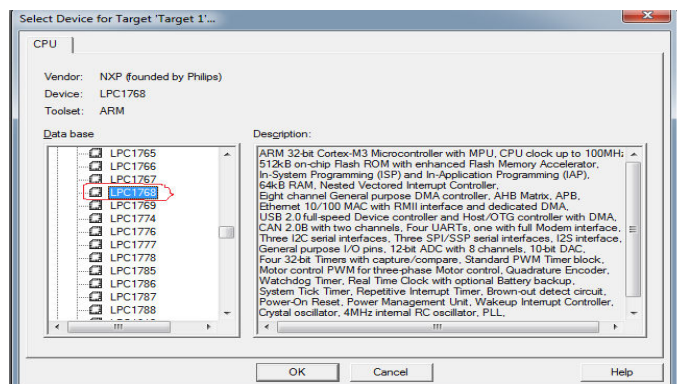 Select Device for Target 'Target 1'...
CPU
Vendor: NXP (founded by Philips)
Device: LPC1768
Toolset: ARM
Data base
LPC1765
LPC1766
LPC1767
LPC1768
LPC1769
LPC1774
LPC1776
LPC1777
LPC1778
LPC1785
LPC1786
LPC1787
LPC1788
Description:
ARM 32-bit Cortex-M3 Microcontroller with MPU, CPU clock up to 100MHz
512kB on-chip Flash ROM with enhanced Flash Memory Accelerator,
In-System Programming (ISP) and In-Application Programming (IAP),
64kB RAM, Nested Vectored Interrupt Controller,
Eight channel General purpose DMA controller, AHB Matrix, APB,
Ethernet 10/100 MAC with RMII interface and dedicated DMA,
USB 2.0 full-speed Device controller and Host/OTG controller with DMA,
CAN 2.0B with two channels, Four UARTs, one with full Modem interface,
Three I2C serial interfaces, Three SPI/SSP serial interfaces, I2S interface,
General purpose I/O pins, 12-bit ADC with 8 channels, 10-bit DAC,
Four 32-bit Timers with capture/compare, Standard PWM Timer block,
Motor control PWM for three-phase Motor control, Quadrature Encoder,
Watchdog Timer, Real Time Clock with optional Battery backup,
System Tick Timer, Repetitive Interrupt Timer, Brown-out detect circuit,
Power-On Reset, Power Management Unit, Wakeup Interrupt Controller,
Crystal oscillator, 4MHz internal RC oscillator, PLL,
OK Cancel Help